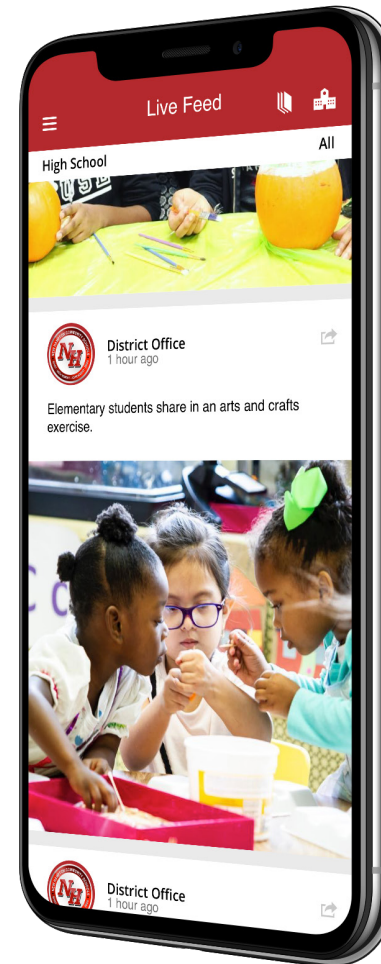 Live Feed
High School
All
District Office
1 hour ago
Elementary students share in an arts and crafts
exercise.
NH
District Office
1 hour ago
NH